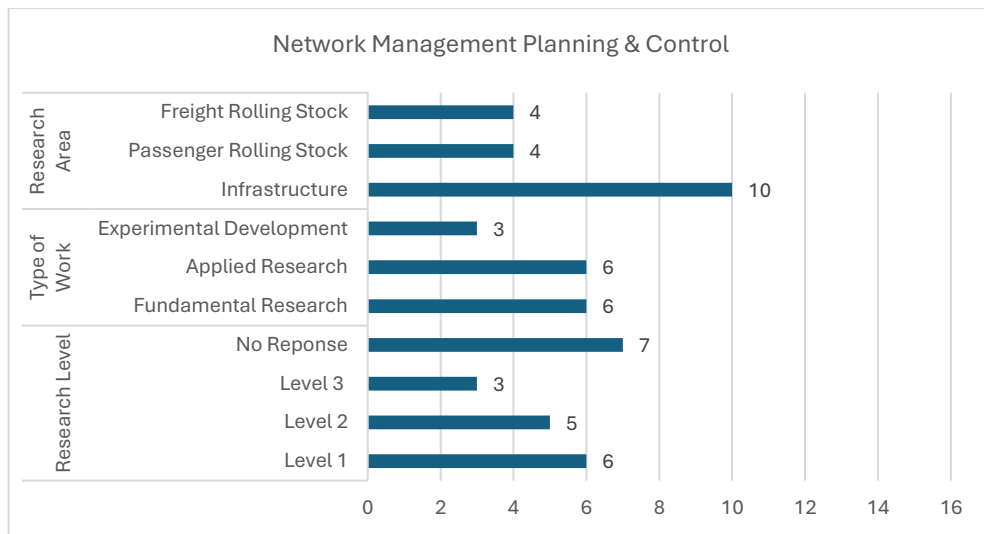 Network Management Planning & Control
Research
Area
Freight Rolling Stock
4
Passenger Rolling Stock
4
Infrastructure
10
Type of
Work
Experimental Development
3
Applied Research
6
Fundamental Research
6
Research Level
No Reponse
7
Level 3
3
Level 2
5
Level 1
6
0 2 4 6 8 10 12 14 16